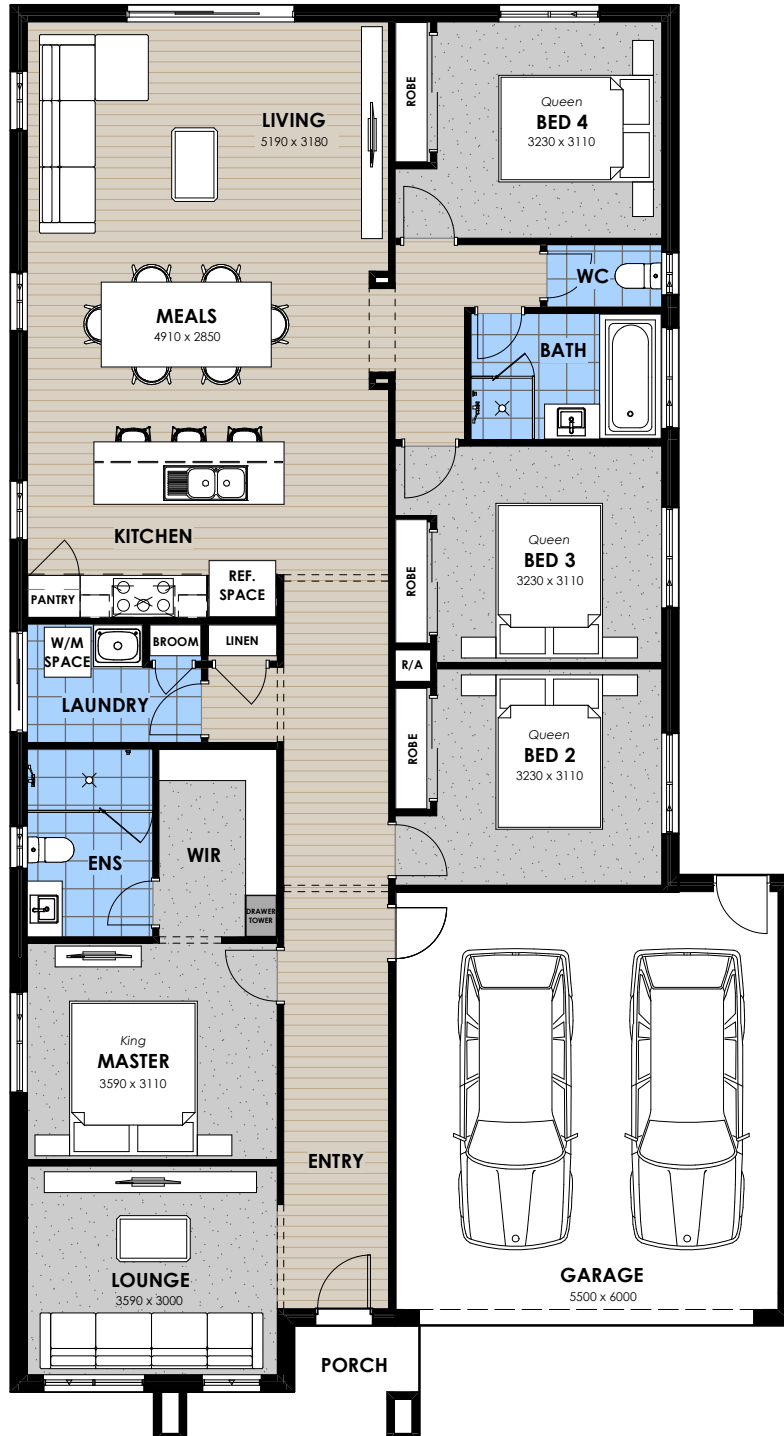 LIVING
5190 x 3180
ROBE
Queen
BED 4
3230 x 3110
WC
MEALS
4910 x 2850
BATH
KITCHEN
Queen
BED 3
3230 x 3110
ROBE
PANTRY
REF.
SPACE
W/M
SPACE
BROOM
LINEN
R/A
LAUNDRY
ROBE
Queen
BED 2
3230 x 3110
ENS
WIR
DRAWER
TOWER
King
MASTER
3590 x 3110
ENTRY
LOUNGE
3590 x 3000
GARAGE
5500 x 6000
PORCH